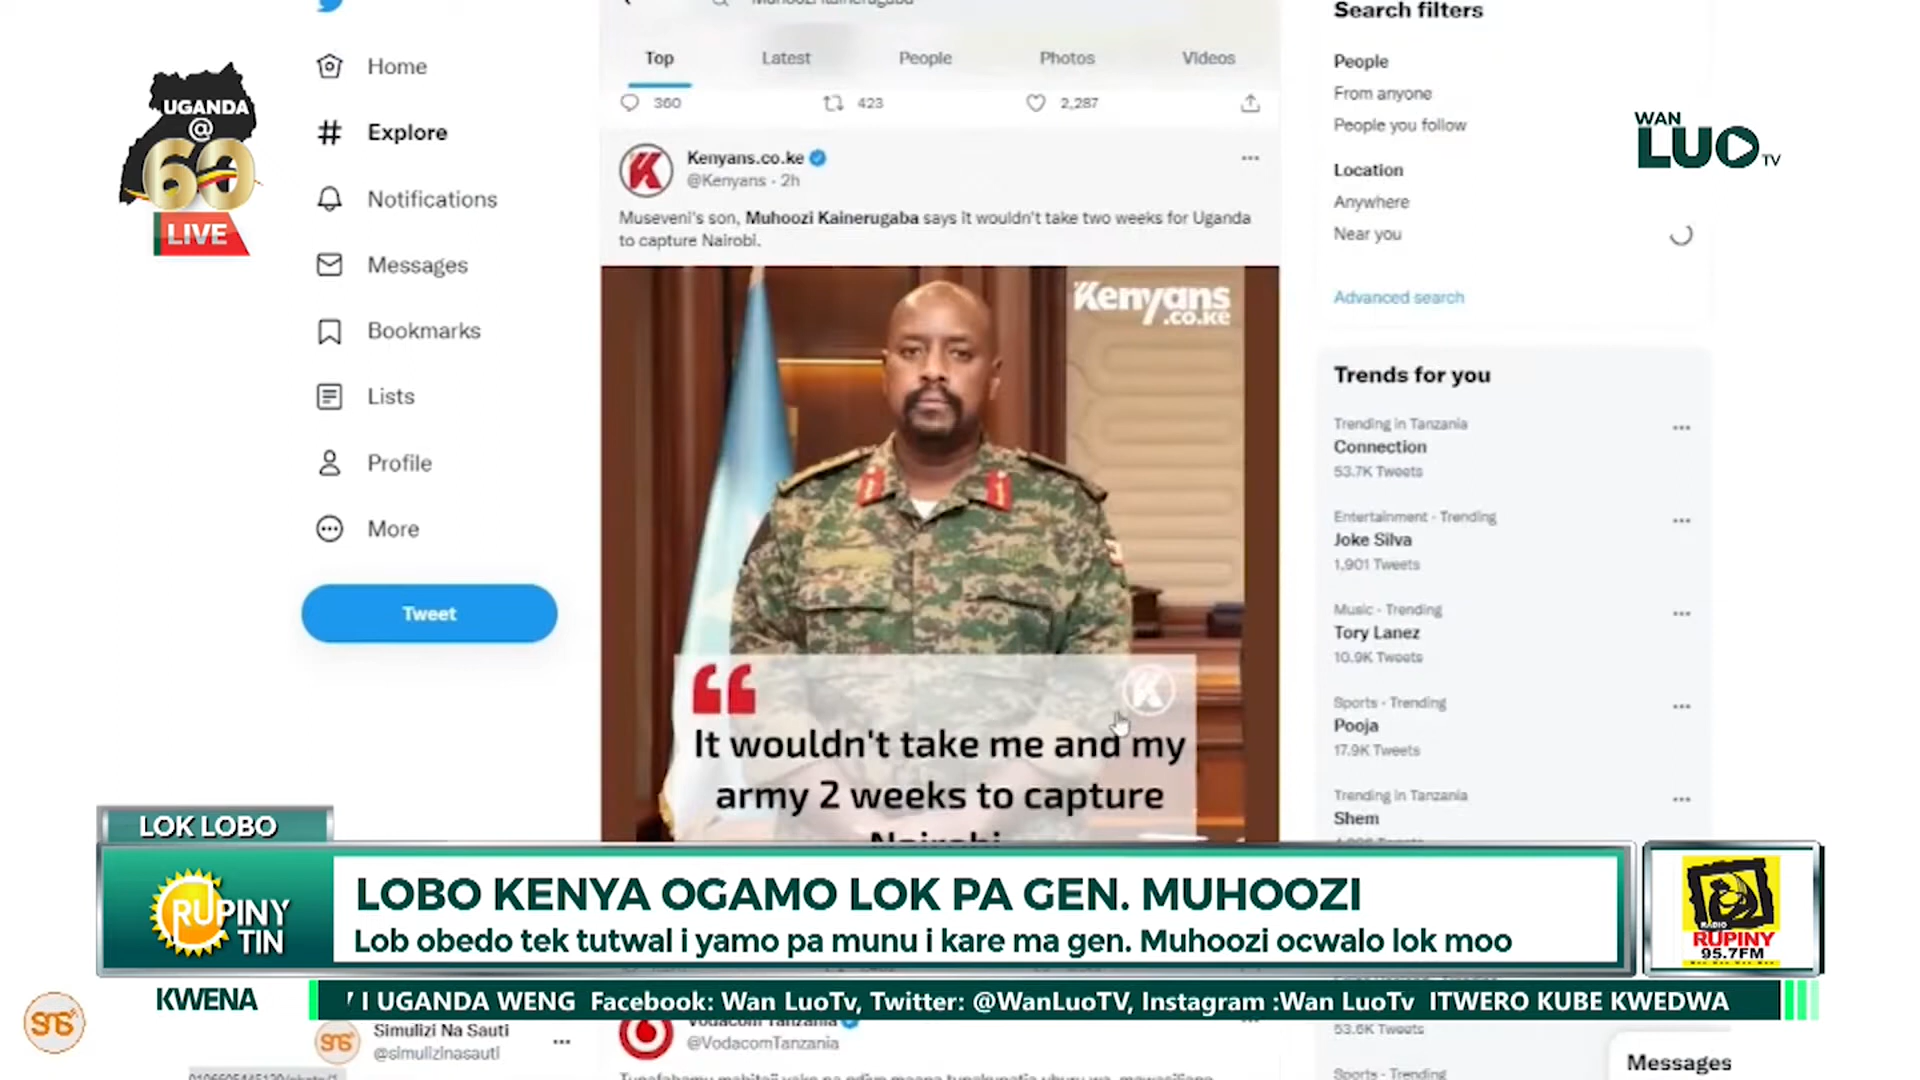 UGANDA
@
60
LIVE
Home
Explore
Notifications
Messages
Bookmarks
Lists
Profile
More
Tweet
Top
Latest
People
Photos
Videos
360
423
2,287
Kenyans.co.ke
@Kenyans - 2h
Museveni's son, Muhoozi Kainerugaba says it wouldn't take two weeks for Uganda
to capture Nairobi.
Kenyans
.co.ke
It wouldn't take me and my
army 2 weeks to capture
Nairobi
Search filters
People
From anyone
People you follow
Location
Anywhere
Near you
Advanced search
WAN
LUO TV
Trends for you
Trending in Tanzania
Connection
53.7K Tweets
Entertainment - Trending
Joke Silva
1,901 Tweets
Music - Trending
Tory Lanez
10.9K Tweets
Sports - Trending
Pooja
17.9K Tweets
Trending in Tanzania
Shem
LOK LOBO
RUPINY
TIN
LOBO KENYA OGAMO LOK PA GEN. MUHOOZI
Lob obedo tek tutwal i yamo pa munu i kare ma gen. Muhoozi ocwalo lok moo
RADIO
RUPINY
95.7FM
KWENA
I UGANDA WENG Facebook: Wan LuoTv, Twitter: @WanLuoTV, Instagram :Wan LuoTv ITWERO KUBE KWEDWA
SNS
SNS
Simulizi Na Sauti
@simulizinasauti
Vodacom Tanzania
@VodacomTanzania
53.6K Tweets
Sports - Trending
Messages